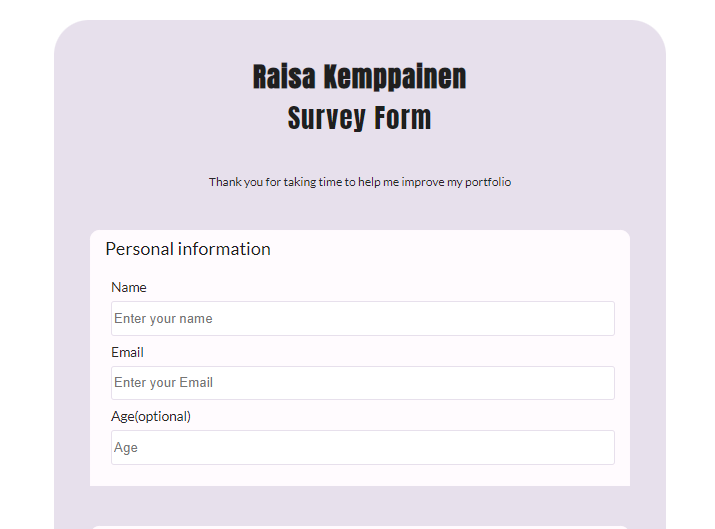 Raisa Kemppainen
Survey Form
Thank you for taking time to help me improve my portfolio
Personal information
Name
Enter your name
Email
Enter your Email
Age(optional)
Age